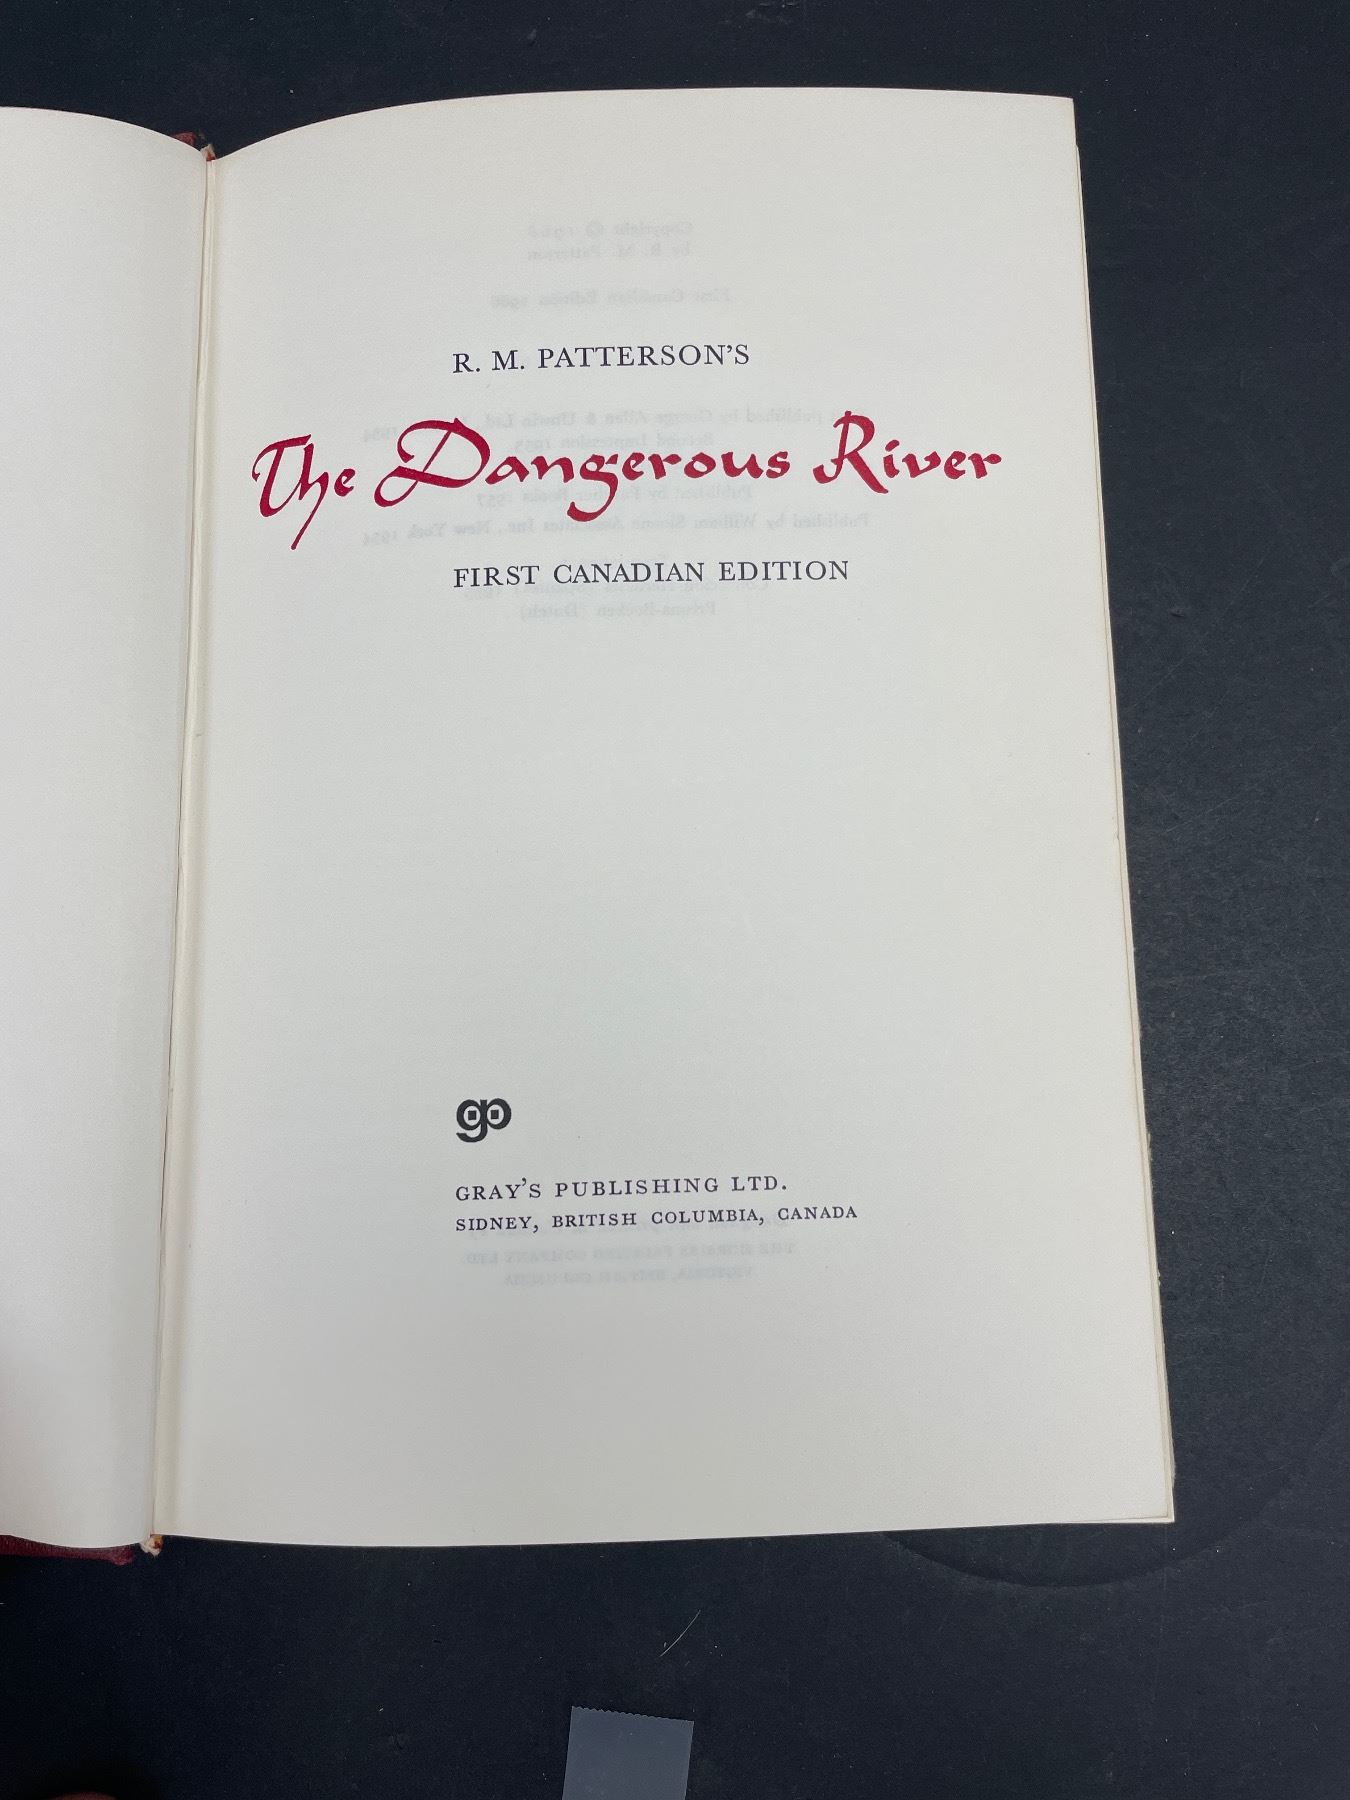 R. M. PATTERSON'S
The Dangerous River
FIRST CANADIAN EDITION
gp
GRAY'S PUBLISHING LTD.
SIDNEY, BRITISH COLUMBIA, CANADA